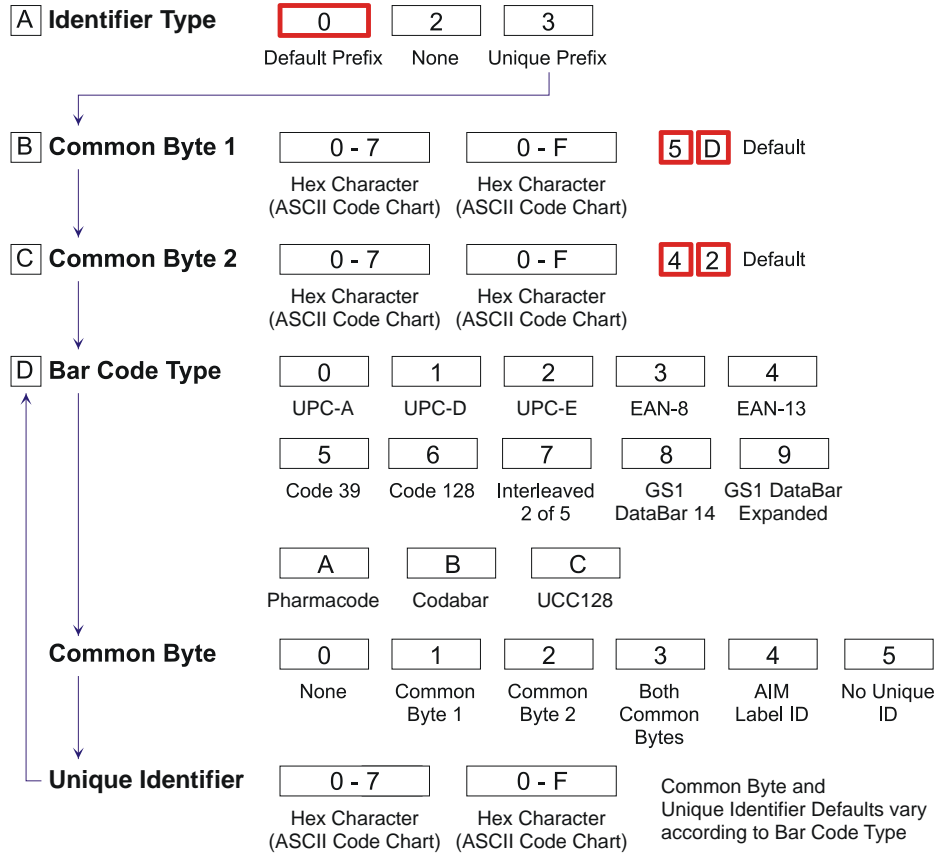 A Identifier Type 0 2 3
Default Prefix None Unique Prefix
B Common Byte 1 0 - 7 0 - F 5 D Default
Hex Character Hex Character
(ASCII Code Chart) (ASCII Code Chart)
C Common Byte 2 0 - 7 0 - F 4 2 Default
Hex Character Hex Character
(ASCII Code Chart) (ASCII Code Chart)
D Bar Code Type 0 1 2 3 4
UPC-A UPC-D UPC-E EAN-8 EAN-13
5 6 7 8 9
Code 39 Code 128 Interleaved GS1 GS1 DataBar
2 of 5 DataBar 14 Expanded
A B C
Pharmacode Codabar UCC128
Common Byte 0 1 2 3 4 5
None Common Common Both AIM No Unique
Byte 1 Byte 2 Common Label ID ID
Bytes
Unique Identifier 0 - 7 0 - F Common Byte and
Unique Identifier Defaults vary
Hex Character Hex Character according to Bar Code Type
(ASCII Code Chart) (ASCII Code Chart)